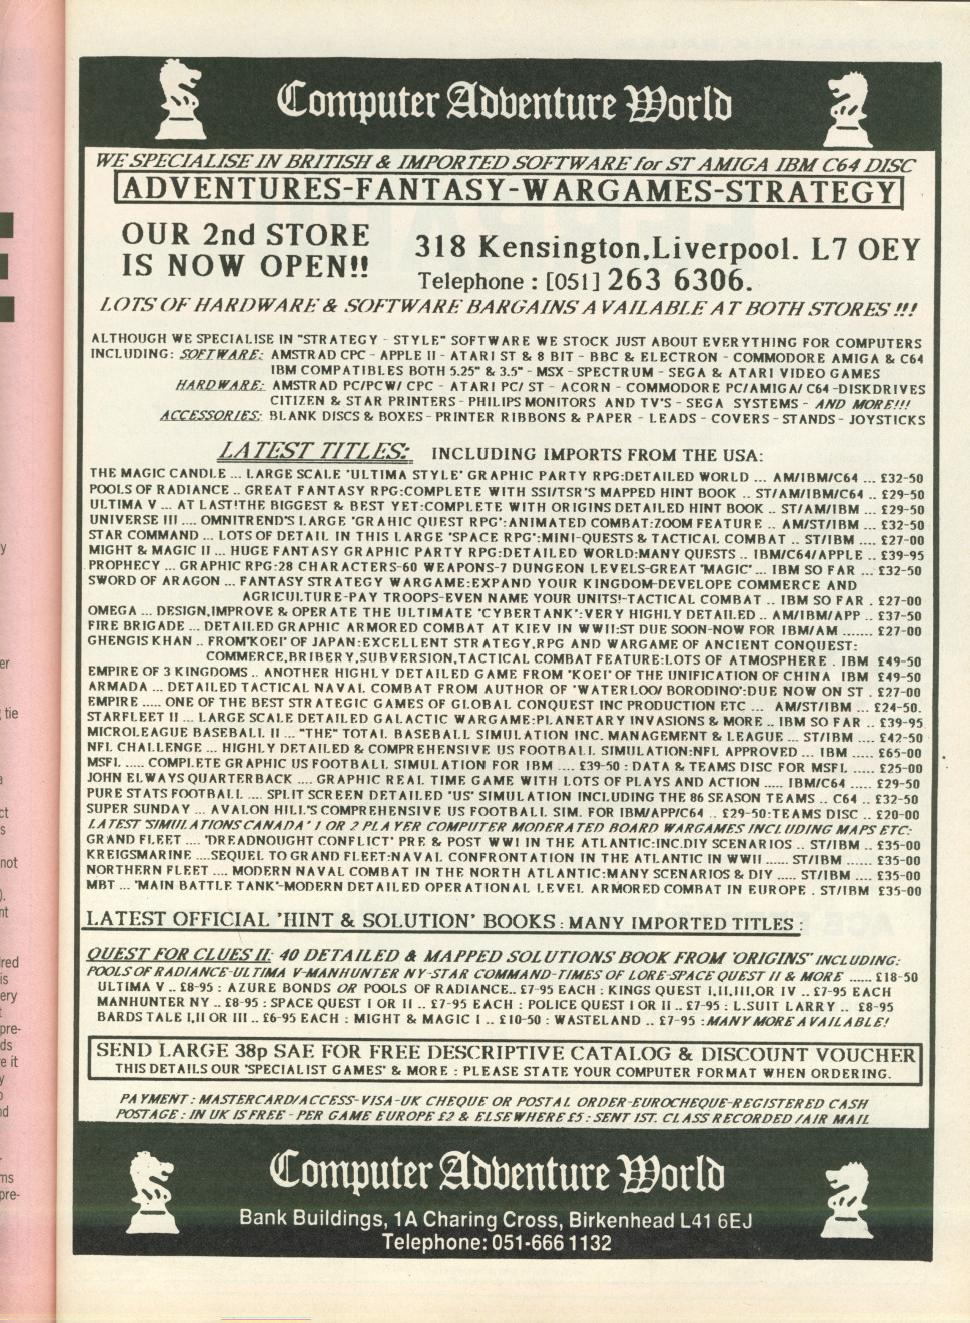 Computer Adventure World
WE SPECIALISE IN BRITISH & IMPORTED SOFTWARE for ST AMIGA IBM C64 DISC
ADVENTURES-FANTASY-WARGAMES-STRATEGY
OUR 2nd STORE
IS NOW OPEN!!
318 Kensington,Liverpool. L7 OEY
Telephone : [051] 263 6306.
LOTS OF HARDWARE & SOFTWARE BARGAINS AVAILABLE AT BOTH STORES !!!
ALTHOUGH WE SPECIALISE IN "STRATEGY - STYLE" SOFTWARE WE STOCK JUST ABOUT EVERYTHING FOR COMPUTERS
INCLUDING: SOFTWARE: AMSTRAD CPC - APPLE II - ATARI ST & 8 BIT - BBC & ELECTRON - COMMODORE AMIGA & C64
IBM COMPATIBLES BOTH 5.25" & 3.5" - MSX - SPECTRUM - SEGA & ATARI VIDEO GAMES
HARDWARE: AMSTRAD PC/PCW/ CPC - ATARI PC/ ST - ACORN - COMMODORE PC/AMIGA/ C64 -DISKDRIVES
CITIZEN & STAR PRINTERS - PHILIPS MONITORS AND TV'S - SEGA SYSTEMS - AND MORE!!!
ACCESSORIES: BLANK DISCS & BOXES - PRINTER RIBBONS & PAPER - LEADS - COVERS - STANDS - JOYSTICKS
LATEST TITLES: INCLUDING IMPORTS FROM THE USA:
THE MAGIC CANDLE ... LARGE SCALE 'ULTIMA STYLE' GRAPHIC PARTY RPG:DETAILED WORLD ... AM/IBM/C64 ... £32-50
POOLS OF RADIANCE .. GREAT FANTASY RPG:COMPLETE WITH SSI/TSR'S MAPPED HINT BOOK .. ST/AM/IBM/C64 .. £29-50
ULTIMA V ... AT LAST!THE BIGGEST & BEST YET:COMPLETE WITH ORIGINS DETAILED HINT BOOK .. ST/AM/IBM .. £29-50
UNIVERSE III .... OMNITREND'S LARGE 'GRAHIC QUEST RPG':ANIMATED COMBAT:ZOOM FEATURE .. AM/ST/IBM .. £32-50
STAR COMMAND ... LOTS OF DETAIL IN THIS LARGE 'SPACE RPG':MINI-QUESTS & TACTICAL COMBAT .. ST/IBM .... £27-00
MIGHT & MAGIC II ... HUGE FANTASY GRAPHIC PARTY RPG:DETAILED WORLD:MANY QUESTS .. IBM/C64/APPLE .. £39-95
PROPHECY ... GRAPHIC RPG:28 CHARACTERS-60 WEAPONS-7 DUNGEON LEVELS-GREAT 'MAGIC' ... IBM SO FAR ... £32-50
SWORD OF ARAGON ... FANTASY STRATEGY WARGAME:EXPAND YOUR KINGDOM-DEVELOPE COMMERCE AND
AGRICULTURE-PAY TROOPS-EVEN NAME YOUR UNITS!-TACTICAL COMBAT .. IBM SO FAR . £27-00
OMEGA ... DESIGN,IMPROVE & OPERATE THE ULTIMATE 'CYBERTANK':VERY HIGHLY DETAILED .. AM/IBM/APP .. £37-50
FIRE BRIGADE ... DETAILED GRAPHIC ARMORED COMBAT AT KIEV IN WWII:ST DUE SOON-NOW FOR IBM/AM ....... £27-00
GHENGIS KHAN .. FROM'KOEI' OF JAPAN:EXCELLENT STRATEGY,RPG AND WARGAME OF ANCIENT CONQUEST:
COMMERCE,BRIBERY,SUBVERSION,TACTICAL COMBAT FEATURE:LOTS OF ATMOSPHERE . IBM £49-50
EMPIRE OF 3 KINGDOMS .. ANOTHER HIGHLY DETAILED GAME FROM 'KOEI' OF THE UNIFICATION OF CHINA IBM £49-50
ARMADA ... DETAILED TACTICAL NAVAL COMBAT FROM AUTHOR OF 'WATERLOO/ BORODINO':DUE NOW ON ST . £27-00
EMPIRE ..... ONE OF THE BEST STRATEGIC GAMES OF GLOBAL CONQUEST INC PRODUCTION ETC ... AM/ST/IBM ... £24-50.
STARFLEET II ... LARGE SCALE DETAILED GALACTIC WARGAME:PLANETARY INVASIONS & MORE .. IBM SO FAR .. £39-95
MICROLEAGUE BASEBALL II ... "THE" TOTAL BASEBALL SIMULATION INC. MANAGEMENT & LEAGUE ... ST/IBM ... £42-50
NFL CHALLENGE ... HIGHLY DETAILED & COMPREHENSIVE US FOOTBALL SIMULATION:NFL APPROVED ... IBM .... £65-00
MSFL ..... COMPLETE GRAPHIC US FOOTBALL SIMULATION FOR IBM .... £39-50 : DATA & TEAMS DISC FOR MSFL ..... £25-00
JOHN ELWAYS QUARTERBACK .... GRAPHIC REAL TIME GAME WITH LOTS OF PLAYS AND ACTION ..... IBM/C64 ..... £29-50
PURE STATS FOOTBALL .... SPLIT SCREEN DETAILED 'US' SIMULATION INCLUDING THE 86 SEASON TEAMS .. C64 .. £32-50
SUPER SUNDAY ... AVALON HILL'S COMPREHENSIVE US FOOTBALL SIM. FOR IBM/APP/C64 .. £29-50:TEAMS DISC .. £20-00
LATEST 'SIMULATIONS CANADA' 1 OR 2 PLAYER COMPUTER MODERATED BOARD WARGAMES INCLUDING MAPS ETC:
GRAND FLEET .... 'DREADNOUGHT CONFLICT' PRE & POST WWI IN THE ATLANTIC:INC.DIY SCENARIOS .. ST/IBM .. £35-00
KREIGSMARINE ....SEQUEL TO GRAND FLEET:NAVAL CONFRONTATION IN THE ATLANTIC IN WWII ...... ST/IBM ...... £35-00
NORTHERN FLEET .... MODERN NAVAL COMBAT IN THE NORTH ATLANTIC:MANY SCENARIOS & DIY ..... ST/IBM .... £35-00
MBT ... 'MAIN BATTLE TANK'-MODERN DETAILED OPERATIONAL LEVEL ARMORED COMBAT IN EUROPE . ST/IBM £35-00
LATEST OFFICIAL 'HINT & SOLUTION' BOOKS : MANY IMPORTED TITLES :
QUEST FOR CLUES II: 40 DETAILED & MAPPED SOLUTIONS BOOK FROM 'ORIGINS' INCLUDING:
POOLS OF RADIANCE-ULTIMA V-MANHUNTER NY-STAR COMMAND-TIMES OF LORE-SPACE QUEST II & MORE ...... £18-50
ULTIMA V .. £8-95 : AZURE BONDS OR POOLS OF RADIANCE.. £7-95 EACH : KINGS QUEST I,II,III,OR IV .. £7-95 EACH
MANHUNTER NY .. £8-95 : SPACE QUEST I OR II .. £7-95 EACH : POLICE QUEST I OR II .. £7-95 : L.SUIT LARRY .. £8-95
BARDS TALE I,II OR III .. £6-95 EACH : MIGHT & MAGIC I .. £10-50 : WASTELAND .. £7-95 : MANY MORE AVAILABLE!
SEND LARGE 38p SAE FOR FREE DESCRIPTIVE CATALOG & DISCOUNT VOUCHER
THIS DETAILS OUR 'SPECIALIST GAMES' & MORE : PLEASE STATE YOUR COMPUTER FORMAT WHEN ORDERING.
PAYMENT : MASTERCARD/ACCESS-VISA-UK CHEQUE OR POSTAL ORDER-EUROCHEQUE-REGISTERED CASH
POSTAGE : IN UK IS FREE - PER GAME EUROPE £2 & ELSEWHERE £5 : SENT 1ST. CLASS RECORDED /AIR MAIL
Computer Adventure World
Bank Buildings, 1A Charing Cross, Birkenhead L41 6EJ
Telephone: 051-666 1132